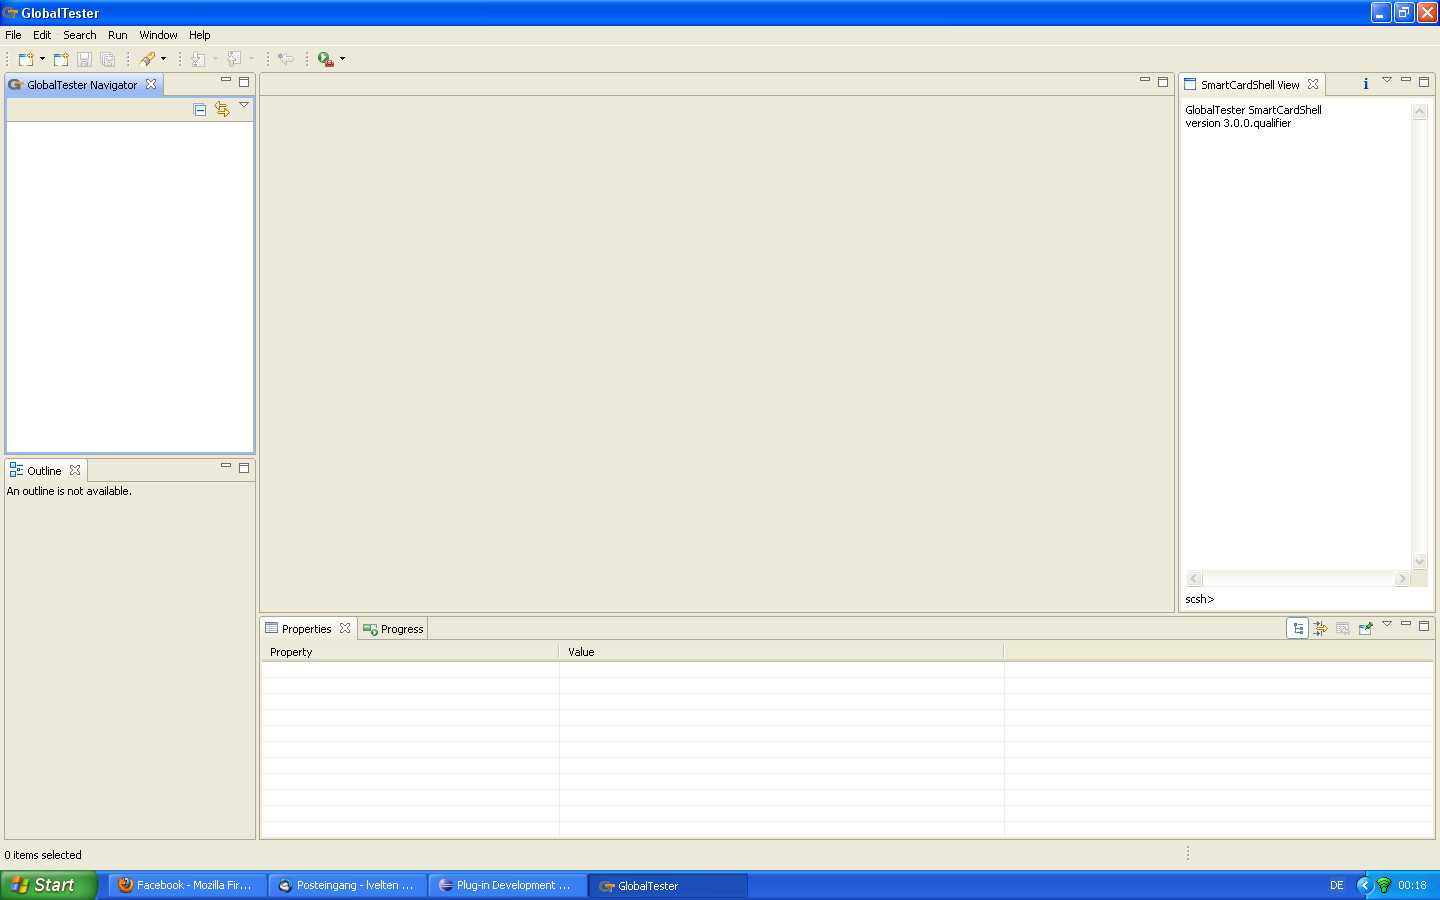 GlobalTester
File Edit Search Run Window Help
GlobalTester Navigator
SmartCardShell View
GlobalTester SmartCardShell
version 3.0.0.qualifier
scsh>
Outline
An outline is not available.
Properties Progress
Property Value
0 items selected
Start Facebook - Mozilla Fir... Posteingang - lvelten ... Plug-in Development ... GlobalTester DE 00:18